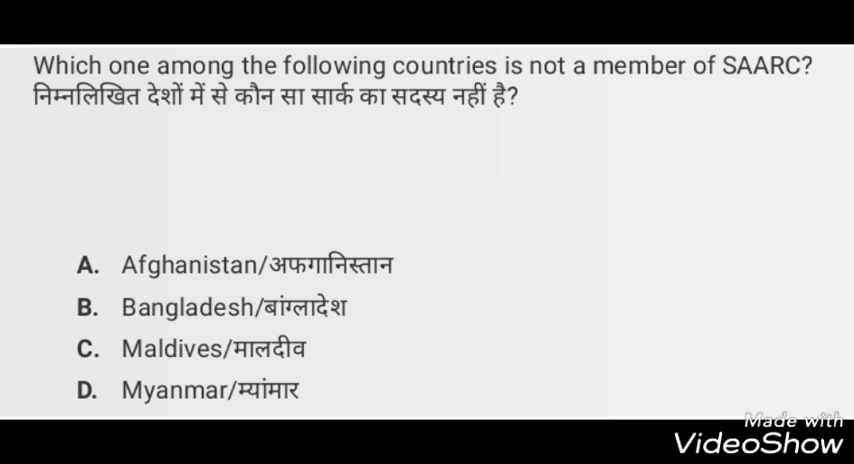 Which one among the following countries is not a member of SAARC?
निम्नलिखित देशों में से कौन सा सार्क का सदस्य नहीं है?
A. Afghanistan/अफगानिस्तान
B. Bangladesh/बांग्लादेश
C. Maldives/मालदीव
D. Myanmar/म्यांमार
Made with
VideoShow